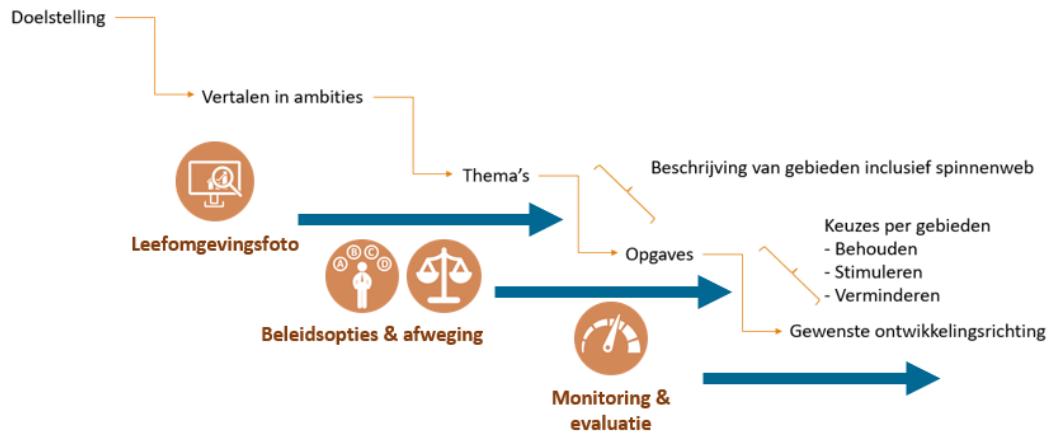 Doelstelling
Vertalen in ambities
Thema's
Beschrijving van gebieden inclusief spinnenweb
Leefomgevingsfoto
Keuzes per gebieden
- Behouden
- Stimuleren
- Verminderen
Opgaves
A B C D
Beleidsopties & afweging
Gewenste ontwikkelingsrichting
Monitoring &
evaluatie